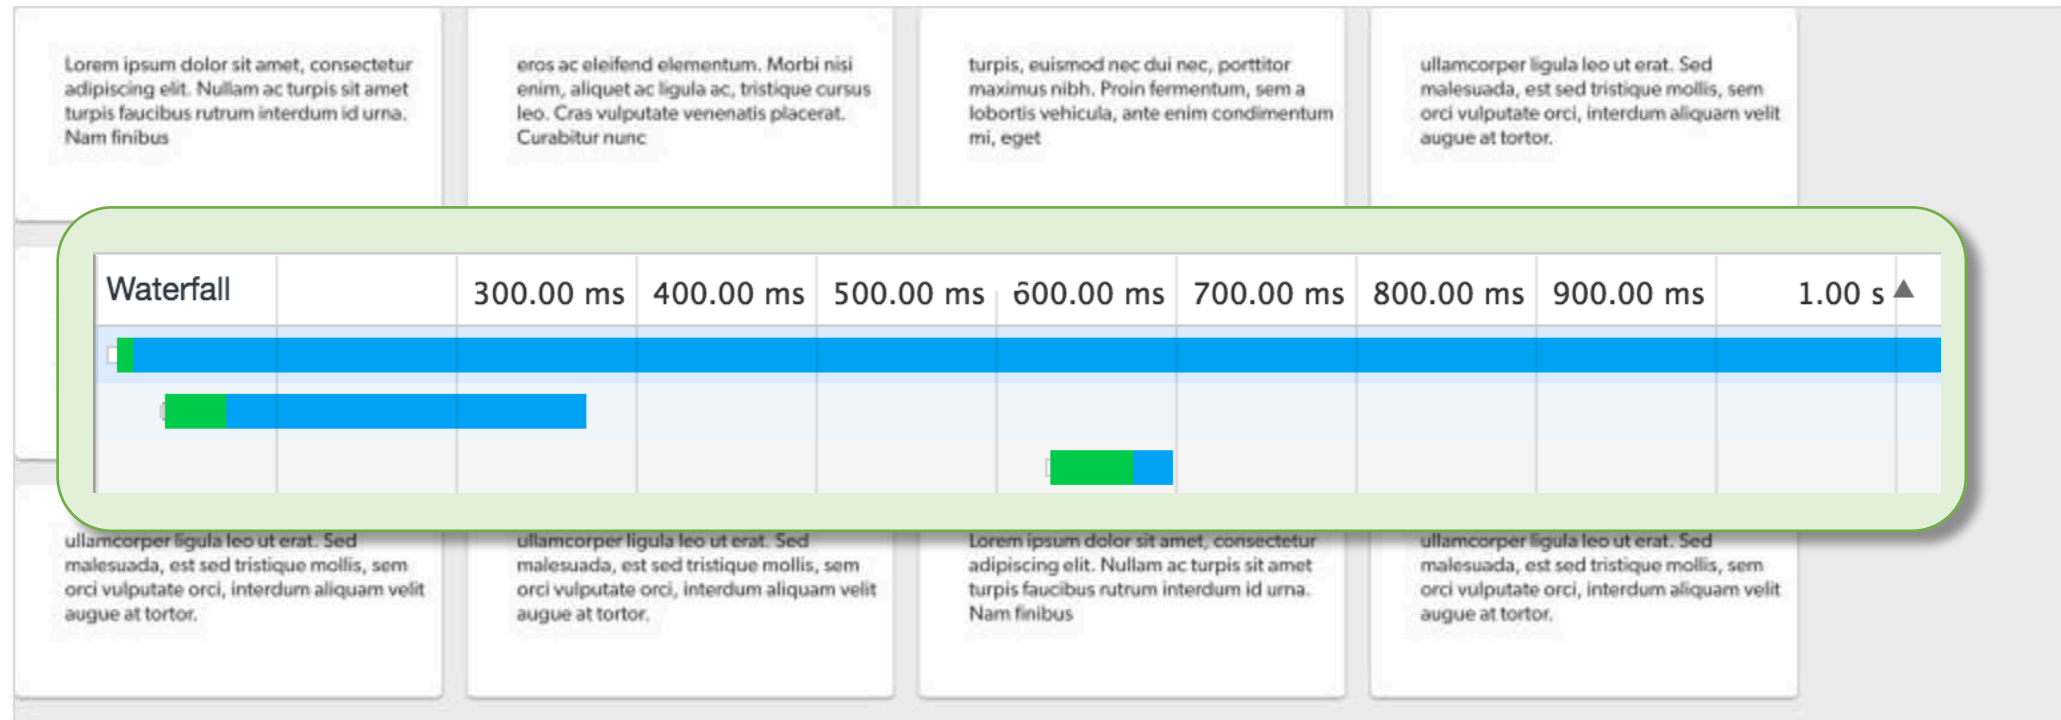 Lorem ipsum dolor sit amet, consectetur
adipiscing elit. Nullam ac turpis sit amet
turpis faucibus rutrum interdum id urna.
Nam finibus
eros ac eleifend elementum. Morbi nisi
enim, aliquet ac ligula ac, tristique cursus
leo. Cras vulputate venenatis placerat.
Curabitur nunc
turpis, euismod nec dui nec, porttitor
maximus nibh. Proin fermentum, sem a
lobortis vehicula, ante enim condimentum
mi, eget
ullamcorper ligula leo ut erat. Sed
malesuada, est sed tristique mollis, sem
orci vulputate orci, interdum aliquam velit
augue at tortor.
Waterfall 300.00 ms 400.00 ms 500.00 ms 600.00 ms 700.00 ms 800.00 ms 900.00 ms 1.00 s ▲
ullamcorper ligula leo ut erat. Sed
malesuada, est sed tristique mollis, sem
orci vulputate orci, interdum aliquam velit
augue at tortor.
ullamcorper ligula leo ut erat. Sed
malesuada, est sed tristique mollis, sem
orci vulputate orci, interdum aliquam velit
augue at tortor.
Lorem ipsum dolor sit amet, consectetur
adipiscing elit. Nullam ac turpis sit amet
turpis faucibus rutrum interdum id urna.
Nam finibus
ullamcorper ligula leo ut erat. Sed
malesuada, est sed tristique mollis, sem
orci vulputate orci, interdum aliquam velit
augue at tortor.